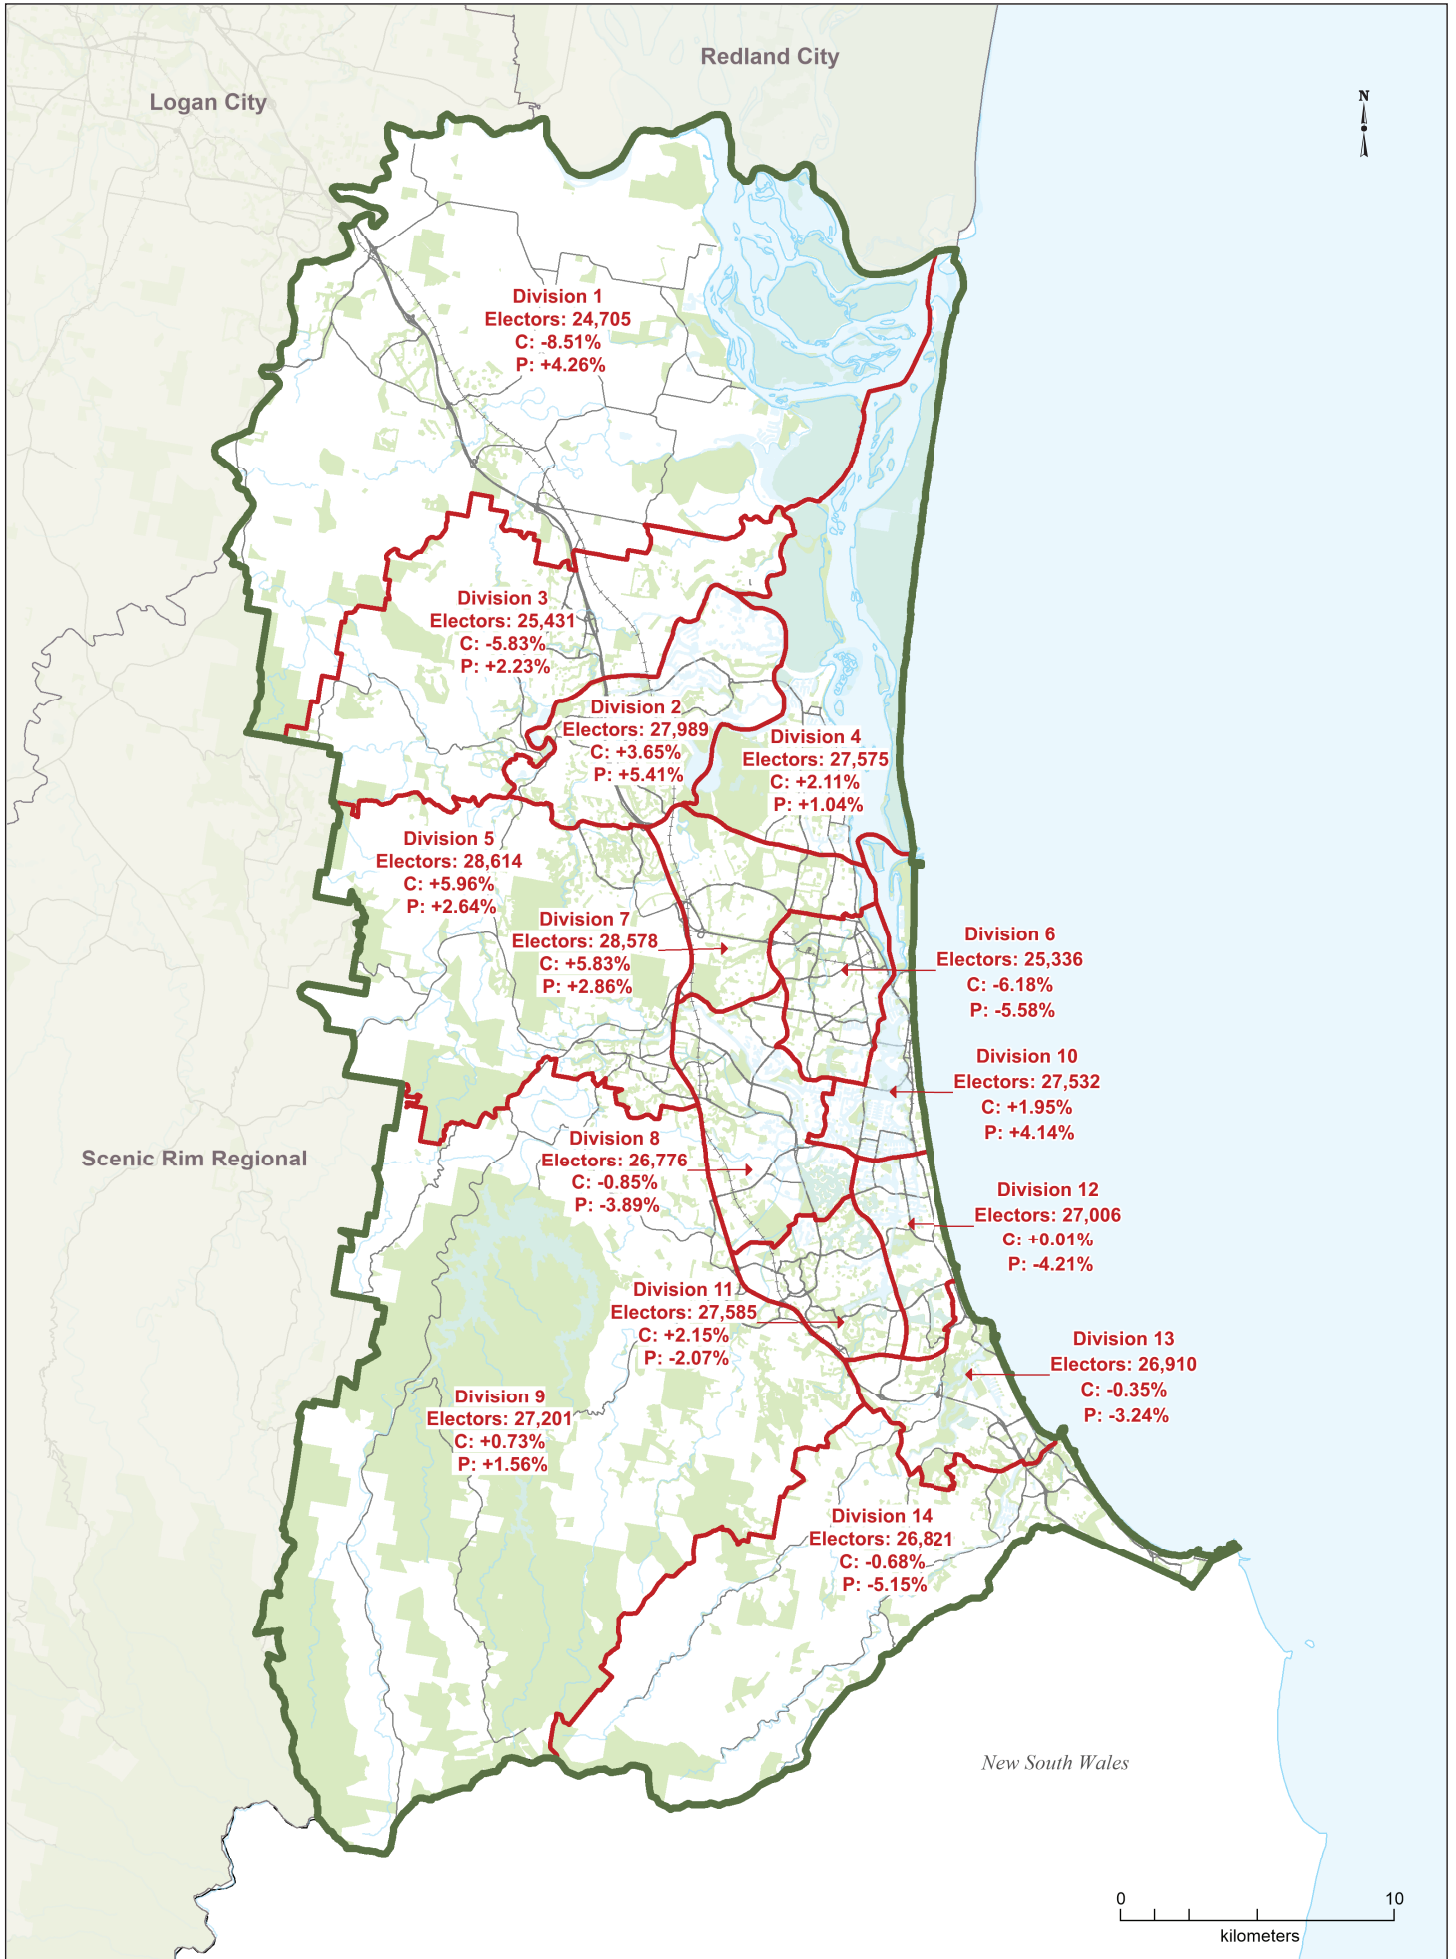 Redland City
Logan City
N
Division 1
Electors: 24,705
C: -8.51%
P: +4.26%
Division 3
Electors: 25,431
C: -5.83%
P: +2.23%
Division 2
Electors: 27,989
C: +3.65%
P: +5.41%
Division 4
Electors: 27,575
C: +2.11%
P: +1.04%
Division 5
Electors: 28,614
C: +5.96%
P: +2.64%
Division 7
Electors: 28,578
C: +5.83%
P: +2.86%
Division 6
Electors: 25,336
C: -6.18%
P: -5.58%
Division 10
Electors: 27,532
C: +1.95%
P: +4.14%
Scenic Rim Regional
Division 8
Electors: 26,776
C: -0.85%
P: -3.89%
Division 12
Electors: 27,006
C: +0.01%
P: -4.21%
Division 11
Electors: 27,585
C: +2.15%
P: -2.07%
Division 13
Electors: 26,910
C: -0.35%
P: -3.24%
Division 9
Electors: 27,201
C: +0.73%
P: +1.56%
Division 14
Electors: 26,821
C: -0.68%
P: -5.15%
New South Wales
0 10
kilometers